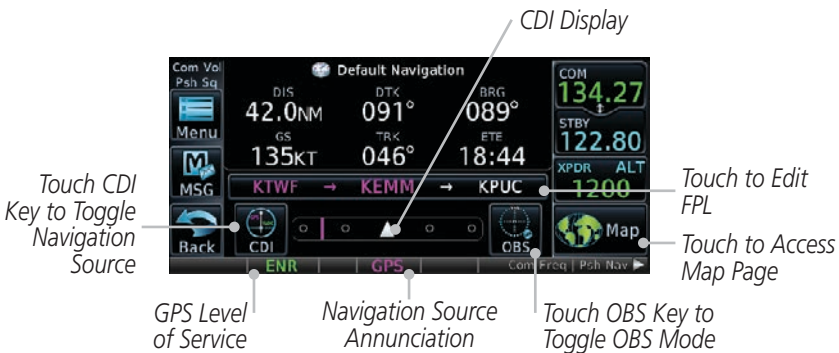 CDI Display
Com Vol
Psh Sq
Default Navigation
DIS DTK BRG
42.0NM 091° 089°
GS TRK ETE
135KT 046° 18:44
Menu
MSG
Back
COM
134.27
STBY
122.80
XPDR ALT
1200
Map
KTWF → KEMM → KPUC
CDI
OBS
ENR GPS Com Freq | Psh Nav
Touch CDI
Key to Toggle
Navigation
Source
Touch to Edit
FPL
Touch to Access
Map Page
GPS Level
of Service
Navigation Source
Annunciation
Touch OBS Key to
Toggle OBS Mode